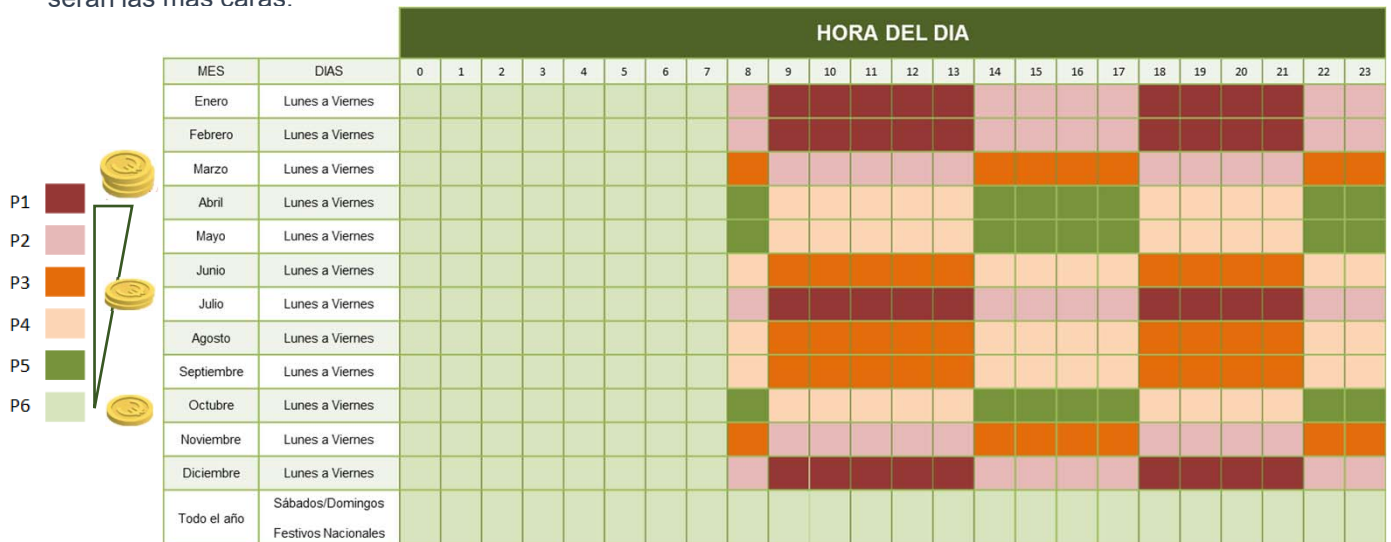 serán las más caras.
HORA DEL DIA
MES DIAS 0 1 2 3 4 5 6 7 8 9 10 11 12 13 14 15 16 17 18 19 20 21 22 23
Enero Lunes a Viernes
Febrero Lunes a Viernes
Marzo Lunes a Viernes
Abril Lunes a Viernes
Mayo Lunes a Viernes
Junio Lunes a Viernes
Julio Lunes a Viernes
Agosto Lunes a Viernes
Septiembre Lunes a Viernes
Octubre Lunes a Viernes
Noviembre Lunes a Viernes
Diciembre Lunes a Viernes
Todo el año Sábados/Domingos
Festivos Nacionales
P1
P2
P3
P4
P5
P6